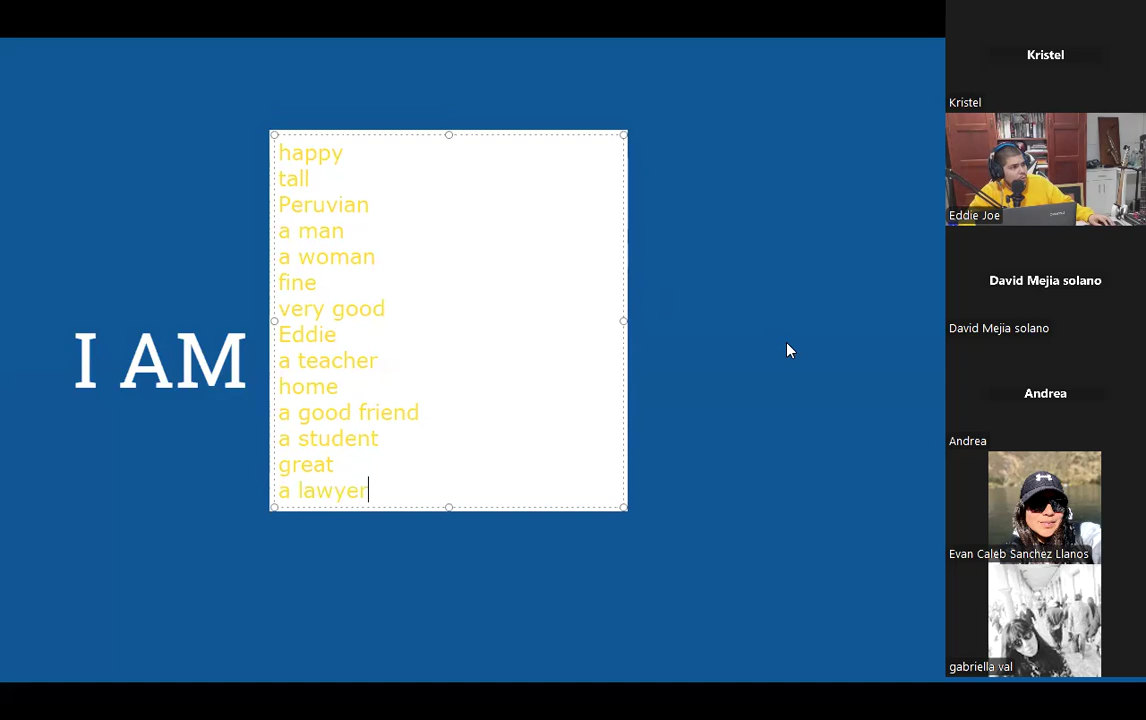 I AM
happy
tall
Peruvian
a man
a woman
fine
very good
Eddie
a teacher
home
a good friend
a student
great
a lawyer
Kristel
Kristel
Eddie Joe
David Mejia solano
David Mejia solano
Andrea
Andrea
Evan Caleb Sanchez Llanos
gabriella val